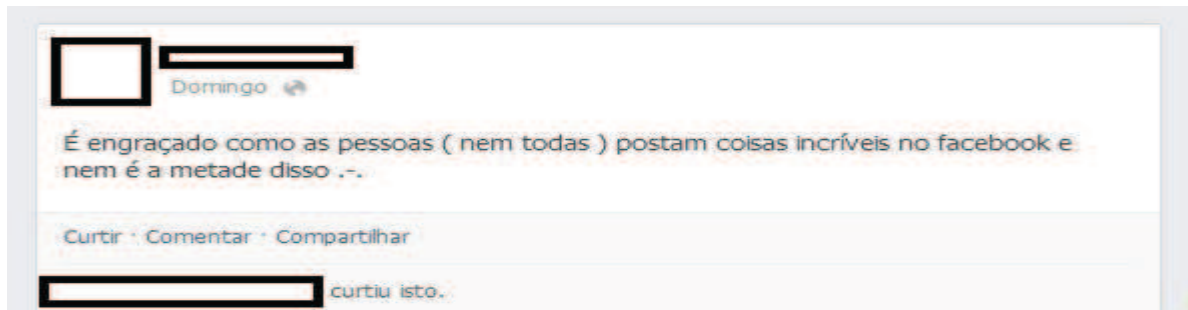 Domingo
É engraçado como as pessoas ( nem todas ) postam coisas incríveis no facebook e
nem é a metade disso .-.
Curtir · Comentar · Compartilhar
curtiu isto.